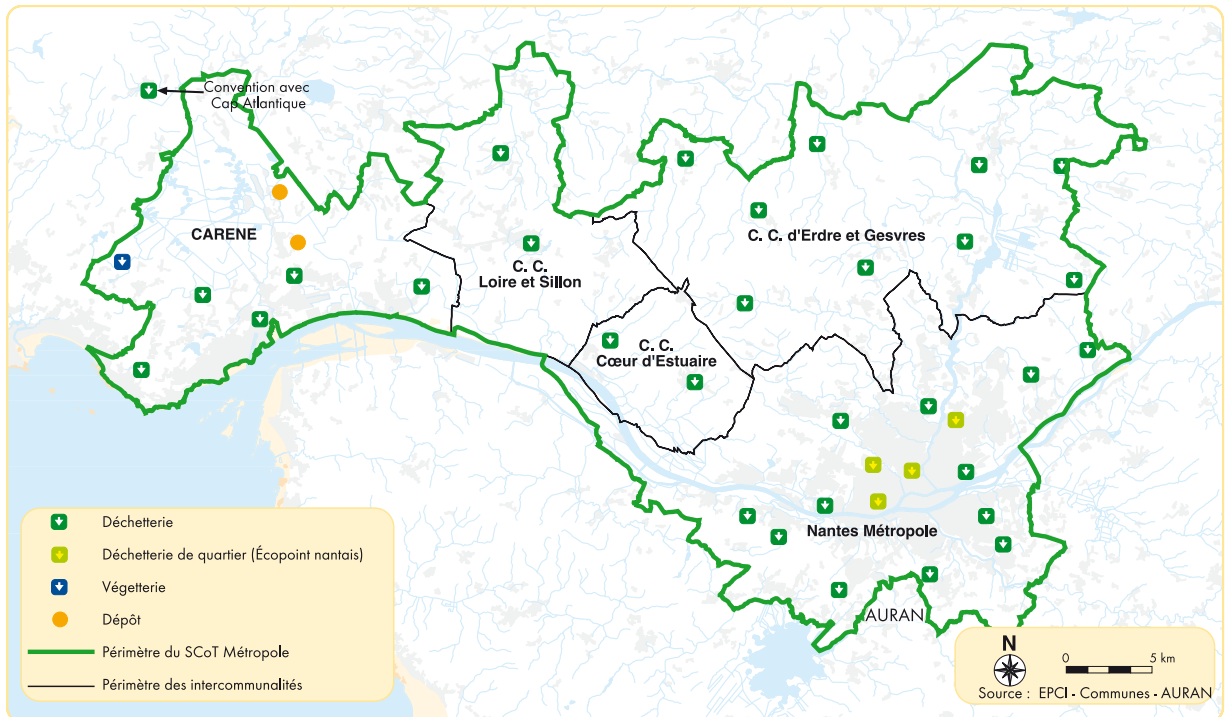 Convention avec
Cap Atlantique
CARENE
C. C. d'Erdre et Gesvres
C. C.
Loire et Sillon
C. C.
Cœur d'Estuaire
Nantes Métropole
AURAN
Déchetterie
Déchetterie de quartier (Écopoint nantais)
Végetterie
Dépôt
Périmètre du SCoT Métropole
Périmètre des intercommunalités
N
0 5 km
Source : EPCI - Communes - AURAN